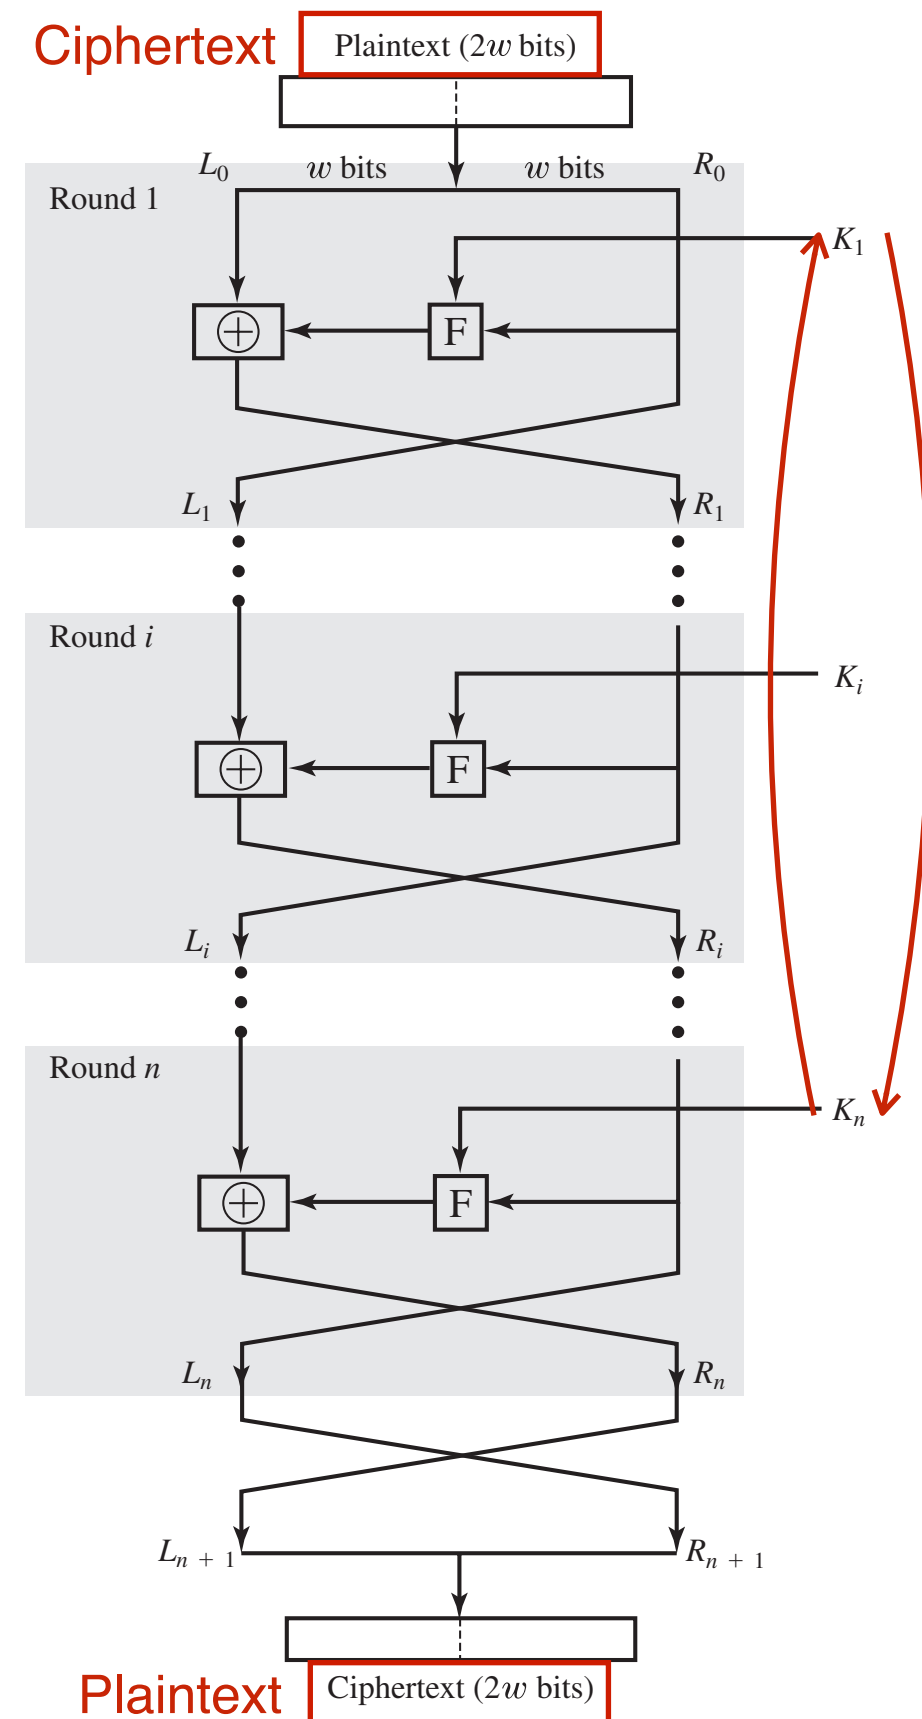 Ciphertext Plaintext (2w bits)
L₀ w bits w bits R₀
Round 1
K₁
⊕ F
L₁ R₁
Round i
Kᵢ
⊕ F
Lᵢ Rᵢ
Round n
Kₙ
⊕ F
Lₙ Rₙ
Lₙ ₊ ₁ Rₙ ₊ ₁
Plaintext Ciphertext (2w bits)